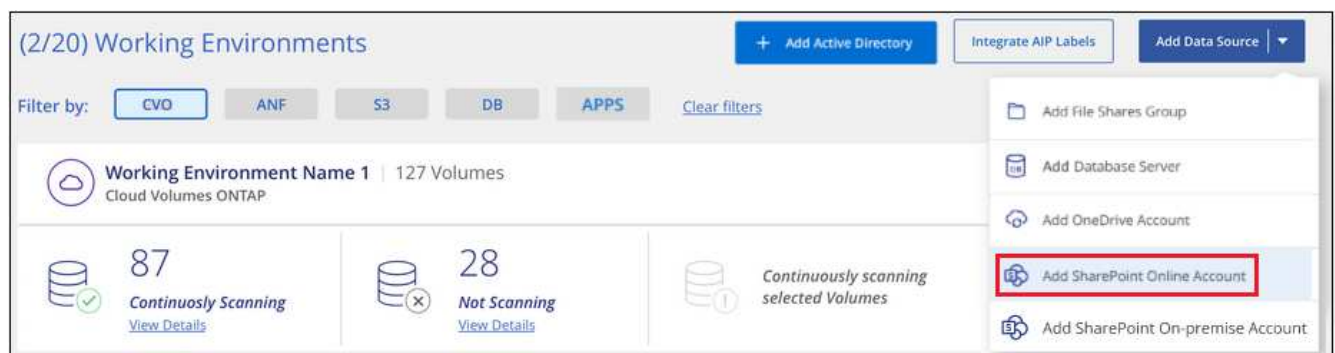 (2/20) Working Environments
+ Add Active Directory
Integrate AIP Labels
Add Data Source
Filter by: CVO ANF S3 DB APPS Clear filters
Add File Shares Group
Working Environment Name 1 | 127 Volumes
Cloud Volumes ONTAP
Add Database Server
Add OneDrive Account
87
Continuosly Scanning
View Details
28
Not Scanning
View Details
Continuously scanning
selected Volumes
Add SharePoint Online Account
Add SharePoint On-premise Account